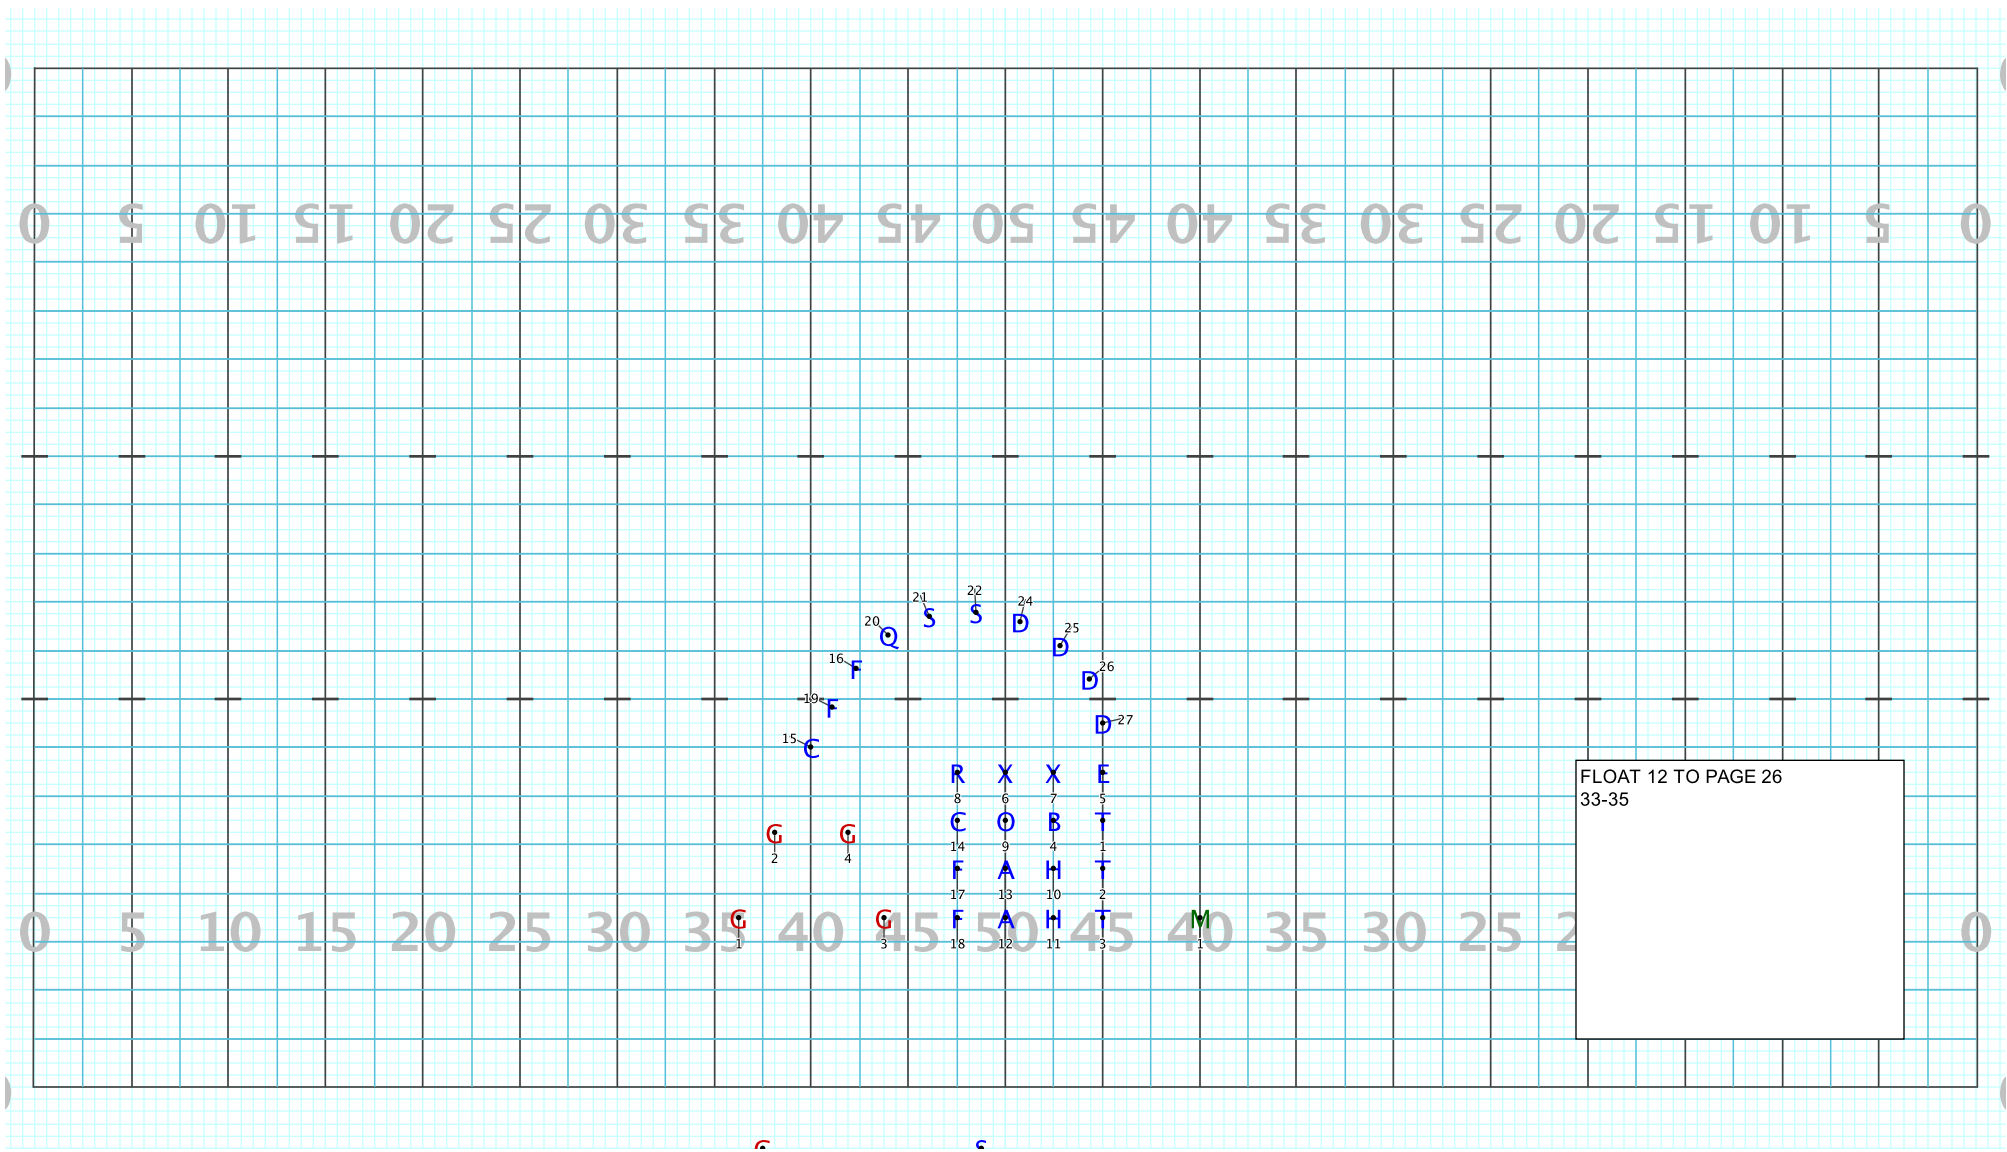 0 5 10 15 20 25 30 35 40 45 50 45 40 35 30 25 20 15 10 5 0
21 S
22 S
24 D
20 Q
25 D
16 F
26 D
19 F
27 D
15 C
R X X E
8 6 7 5
FLOAT 12 TO PAGE 26
33-35
C O B T
14 9 4 1
G G
2 4
F A H T
17 13 10 2
G G F A H T M
1 3 18 12 11 3 1
0 5 10 15 20 25 30 35 40 45 50 45 40 35 30 25 0